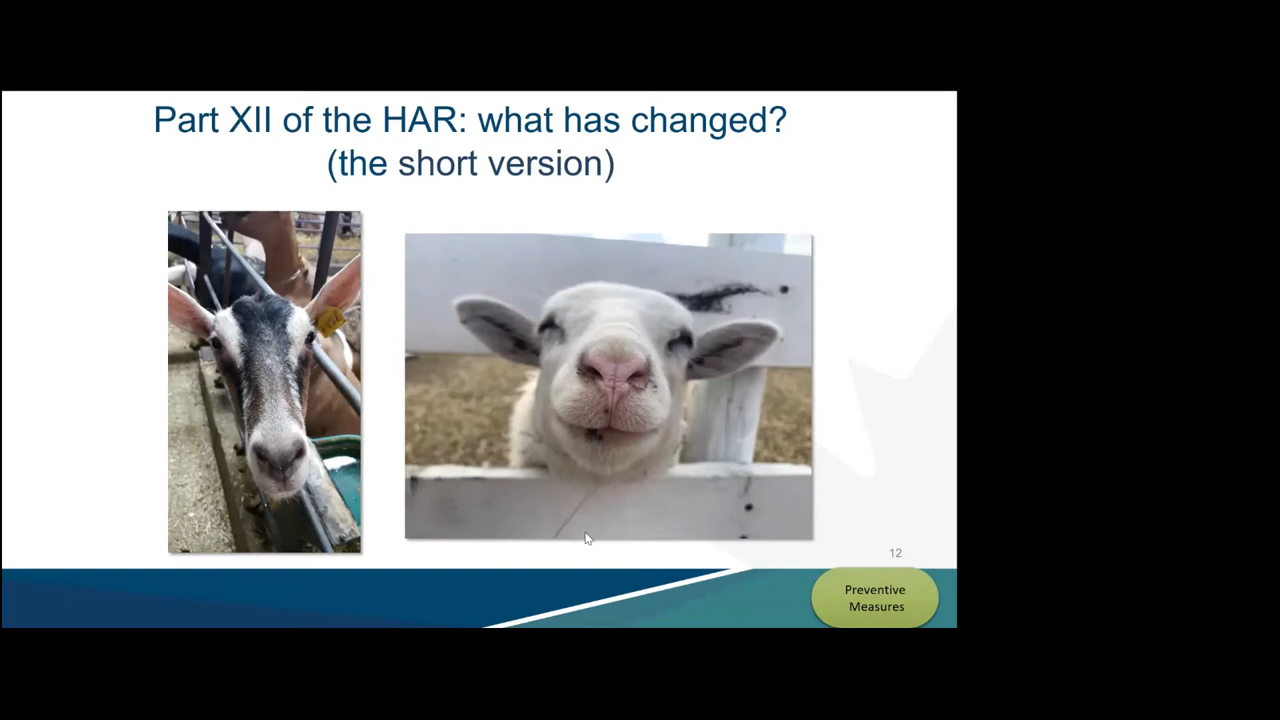 Part XII of the HAR: what has changed?
(the short version)
12
Preventive
Measures